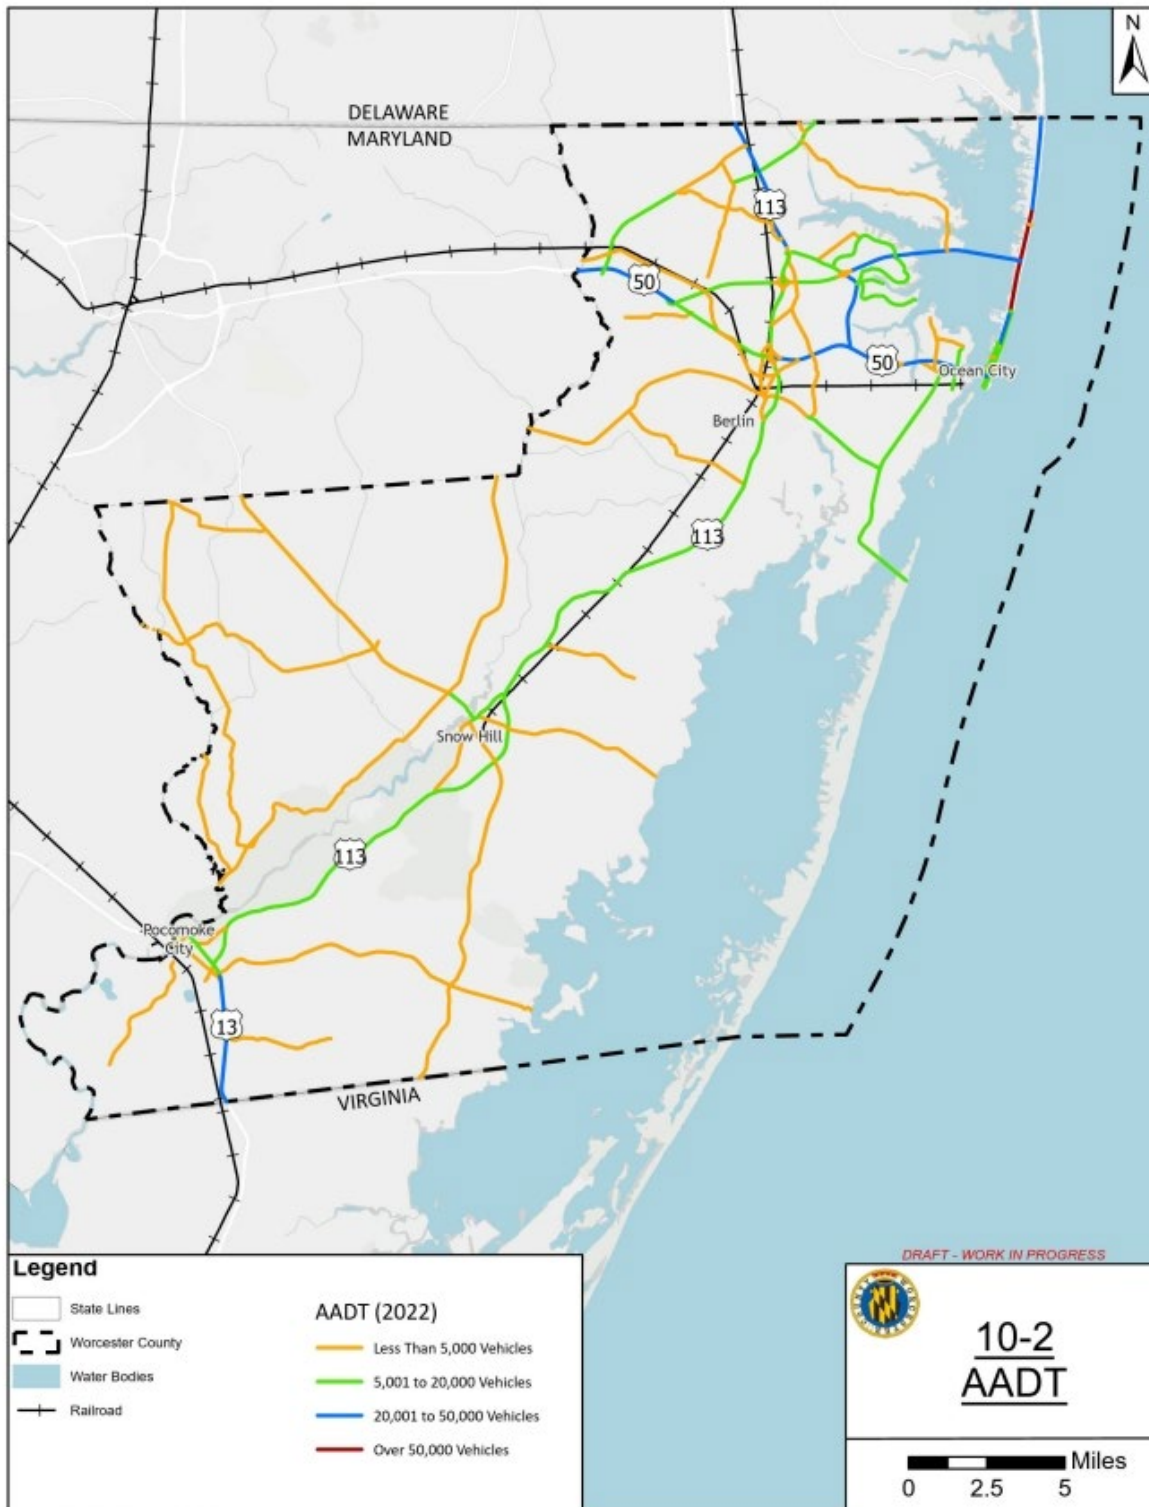 N
DELAWARE
MARYLAND
113
50
50
Ocean City
Berlin
113
Snow Hill
113
Pocomoke
City
13
VIRGINIA
Legend
State Lines
Worcester County
Water Bodies
Railroad
AADT (2022)
Less Than 5,000 Vehicles
5,001 to 20,000 Vehicles
20,001 to 50,000 Vehicles
Over 50,000 Vehicles
DRAFT - WORK IN PROGRESS
10-2
AADT
Miles
0 2.5 5